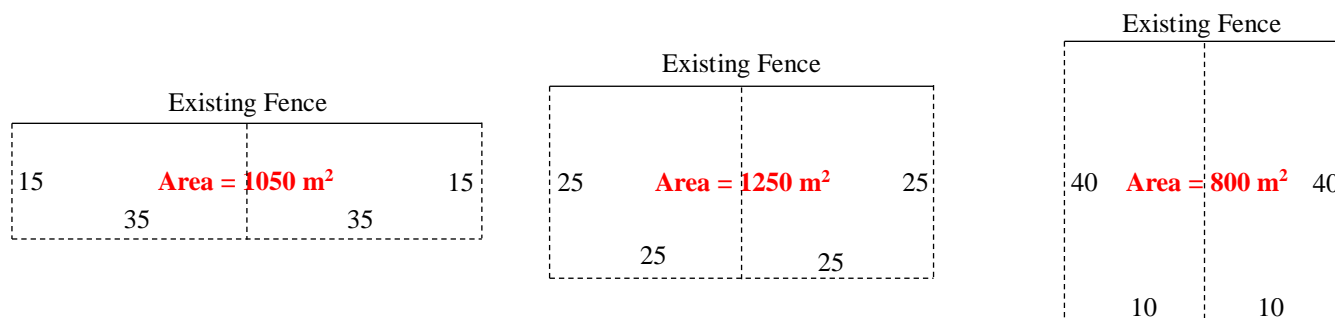 Existing Fence
15 Area = 1050 m² 15
35 35
Existing Fence
25 Area = 1250 m² 25
25 25
Existing Fence
40 Area = 800 m² 40
10 10